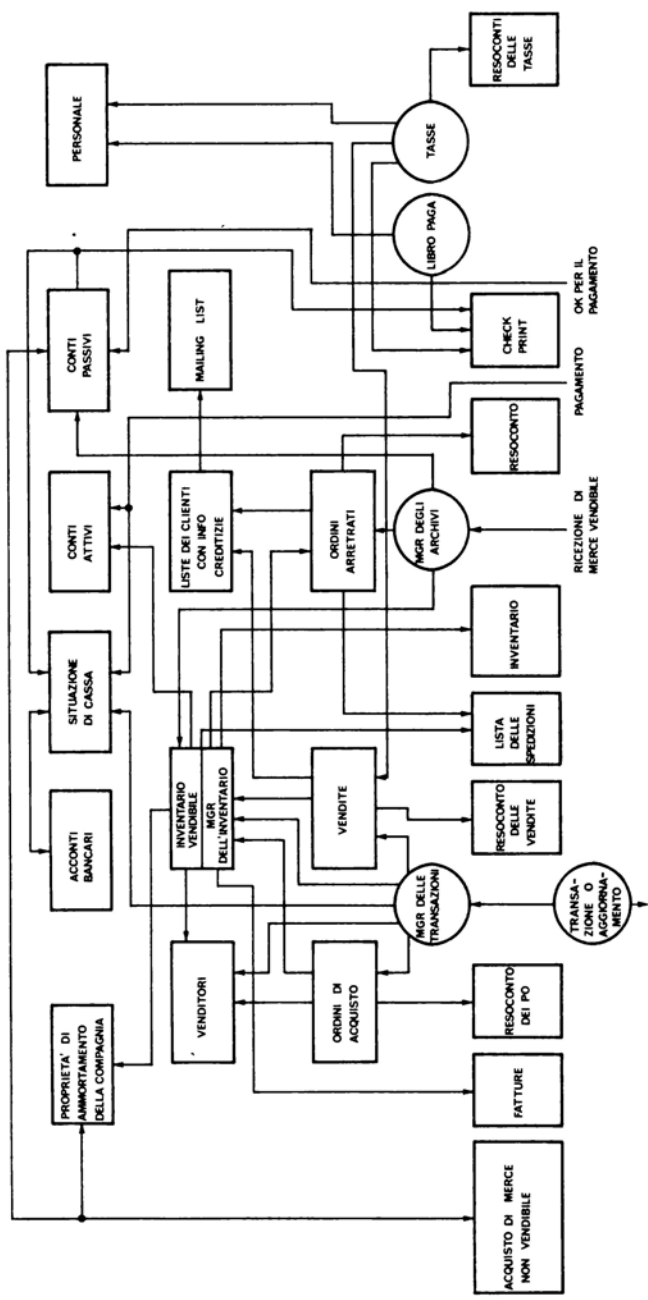 PROPRIETA' DI
AMMORTAMENTO
DELLA COMPAGNIA
ACCONTI
BANCARI
SITUAZIONE
DI CASSA
CONTI
ATTIVI
CONTI
PASSIVI
PERSONALE
VENDITORI
INVENTARIO
VENDIBILE
MGR
DELL'INVENTARIO
LISTE DEI CLIENTI
CON INFO
CREDITIZIE
MAILING LIST
ORDINI DI
ACQUISTO
VENDITE
ORDINI
ARRETRATI
MGR DELLE
TRANSAZIONI
MGR DEGLI
ARCHIVI
LIBRO PAGA
TASSE
ACQUISTO DI MERCE
NON VENDIBILE
FATTURE
RESOCONTO
DEI PO
TRANSA-
ZIONE O
AGGIORNA-
MENTO
RESOCONTO
DELLE
VENDITE
LISTA
DELLE
SPEDIZIONI
INVENTARIO
RICEZIONE DI
MERCE VENDIBILE
RESOCONTO
PAGAMENTO
CHECK
PRINT
OK PER IL
PAGAMENTO
RESOCONTI
DELLE
TASSE